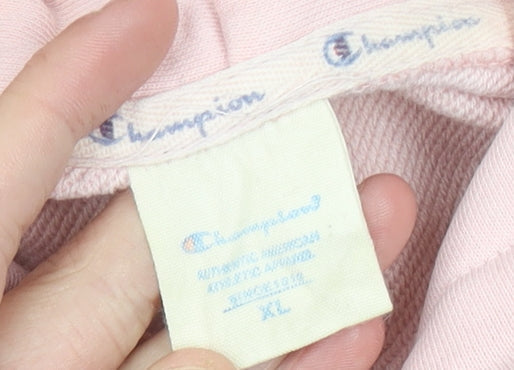 Champion
Champion
Champion
AUTHENTIC AMERICAN
ATHLETIC APPAREL
SINCE 1919
XL